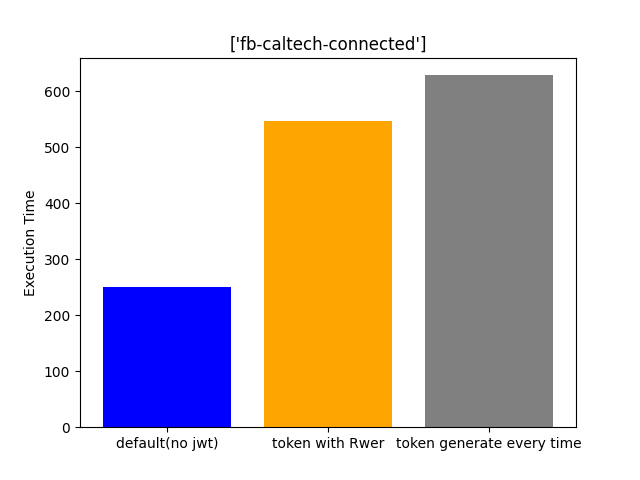 ['fb-caltech-connected']
Execution Time
600
500
400
300
200
100
0
default(no jwt)
token with Rwer
token generate every time